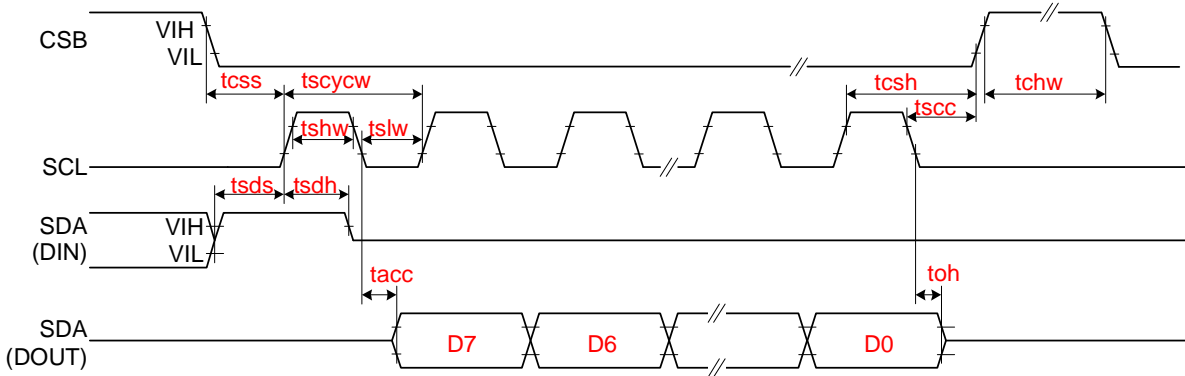 CSB
VIH
VIL
tcss
tscycw
tcsh
tchw
tscc
tshw
tslw
SCL
tsds
tsdh
SDA
(DIN)
VIH
VIL
tacc
toh
SDA
(DOUT)
D7
D6
D0